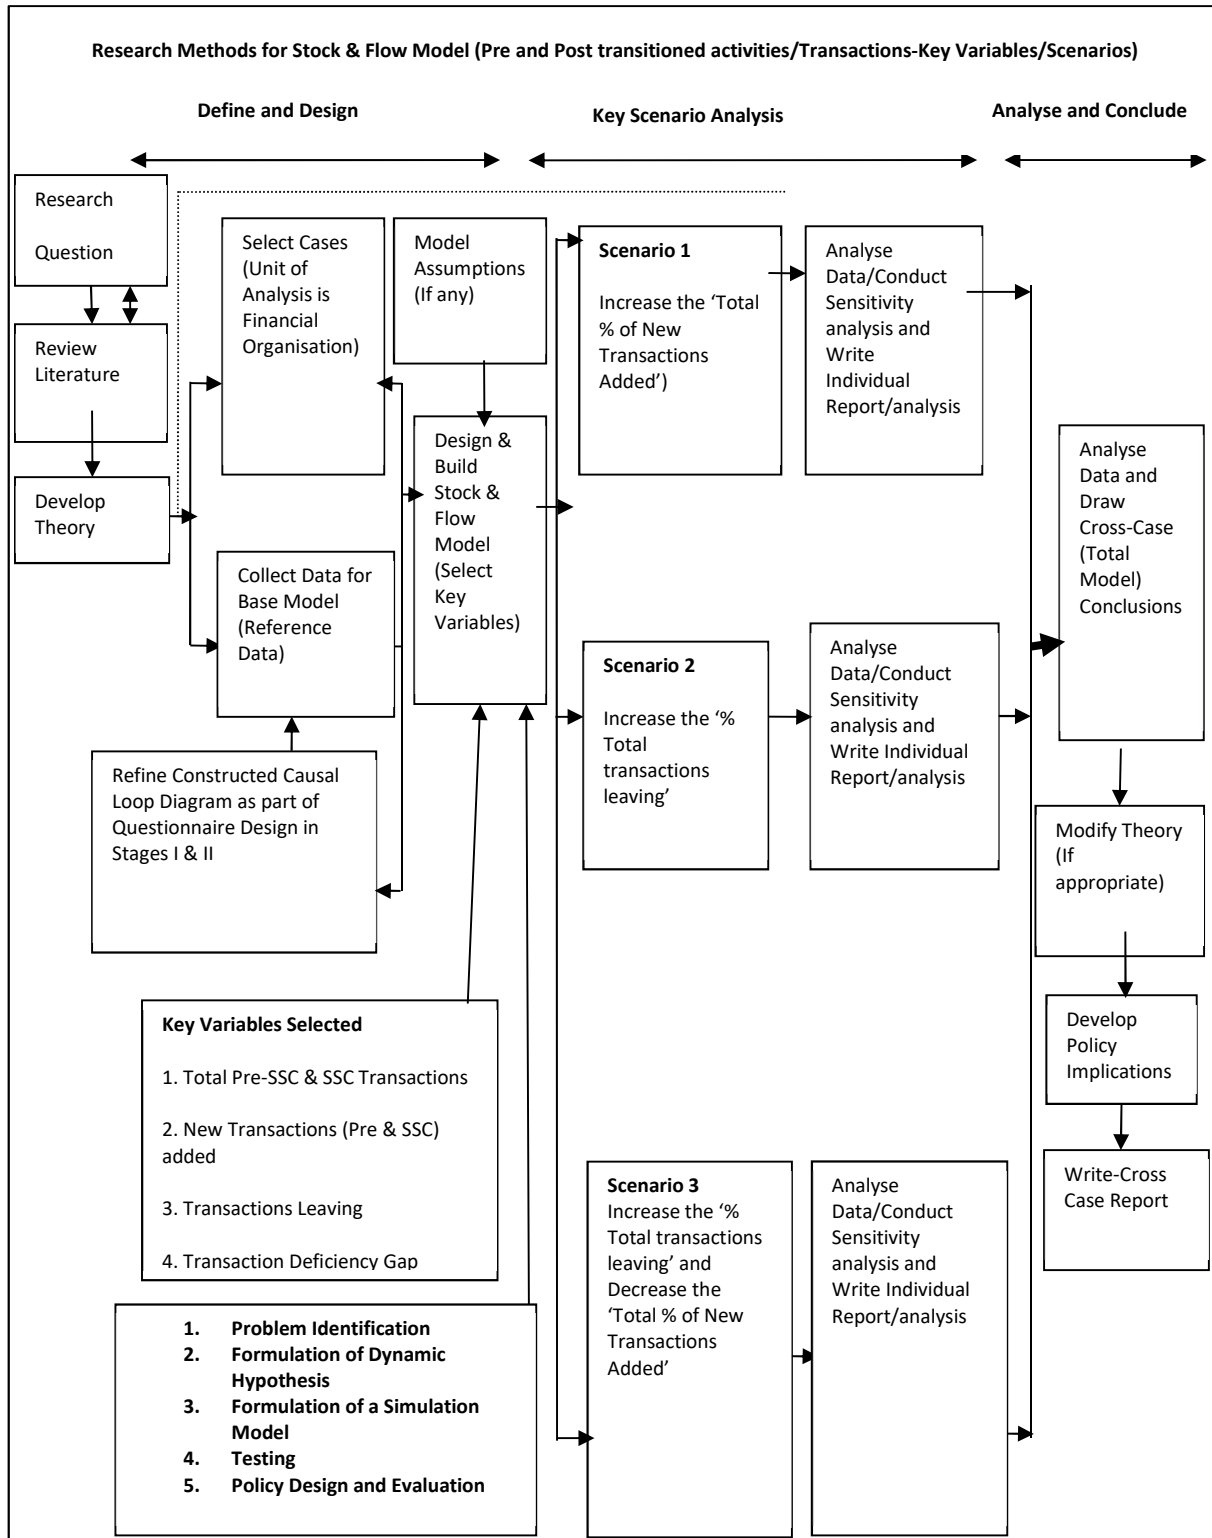 Research Methods for Stock & Flow Model (Pre and Post transitioned activities/Transactions-Key Variables/Scenarios)
Define and Design
Key Scenario Analysis
Analyse and Conclude
Research
Question
Review
Literature
Develop
Theory
Select Cases
(Unit of
Analysis is
Financial
Organisation)
Collect Data for
Base Model
(Reference
Data)
Refine Constructed Causal
Loop Diagram as part of
Questionnaire Design in
Stages I & II
Model
Assumptions
(If any)
Design &
Build
Stock &
Flow
Model
(Select
Key
Variables)
Key Variables Selected
1. Total Pre-SSC & SSC Transactions
2. New Transactions (Pre & SSC)
added
3. Transactions Leaving
4. Transaction Deficiency Gap
1. Problem Identification
2. Formulation of Dynamic
Hypothesis
3. Formulation of a Simulation
Model
4. Testing
5. Policy Design and Evaluation
Scenario 1
Increase the ‘Total
% of New
Transactions
Added’)
Analyse
Data/Conduct
Sensitivity
analysis and
Write
Individual
Report/analysis
Scenario 2
Increase the ‘%
Total
transactions
leaving’
Analyse
Data/Conduct
Sensitivity
analysis and
Write Individual
Report/analysis
Scenario 3
Increase the ‘%
Total transactions
leaving’ and
Decrease the
‘Total % of New
Transactions
Added’
Analyse
Data/Conduct
Sensitivity
analysis and
Write Individual
Report/analysis
Analyse
Data and
Draw
Cross-Case
(Total
Model)
Conclusions
Modify Theory
(If
appropriate)
Develop
Policy
Implications
Write-Cross
Case Report